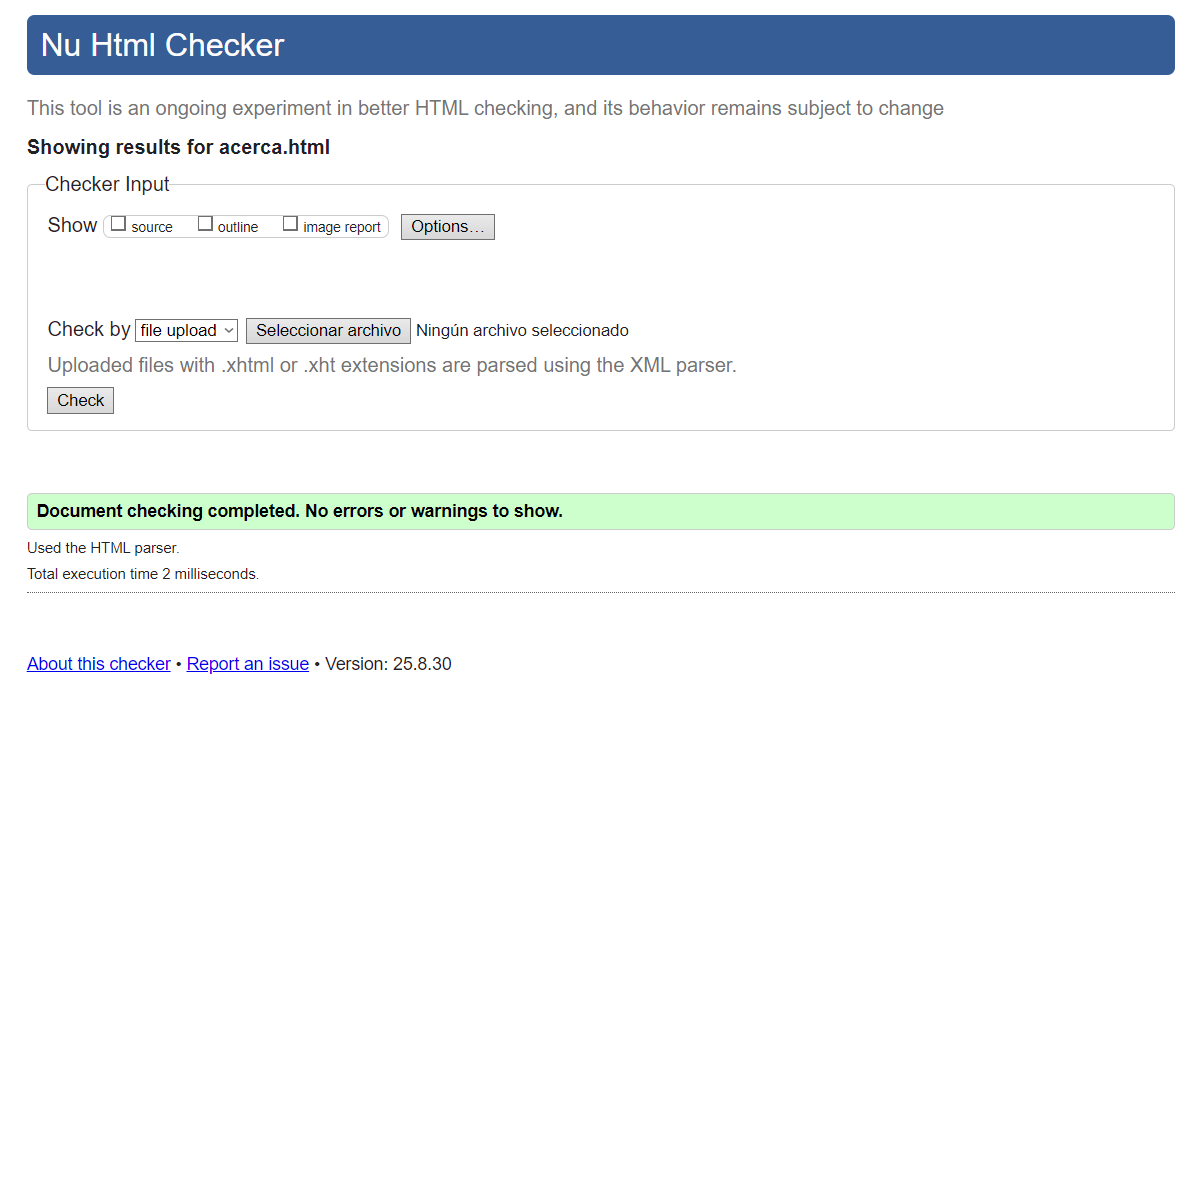 Nu Html Checker
This tool is an ongoing experiment in better HTML checking, and its behavior remains subject to change
Showing results for acerca.html
Checker Input
Show source outline image report Options...
Check by file upload Seleccionar archivo Ningún archivo seleccionado
Uploaded files with .xhtml or .xht extensions are parsed using the XML parser.
Check
Document checking completed. No errors or warnings to show.
Used the HTML parser.
Total execution time 2 milliseconds.
About this checker • Report an issue • Version: 25.8.30